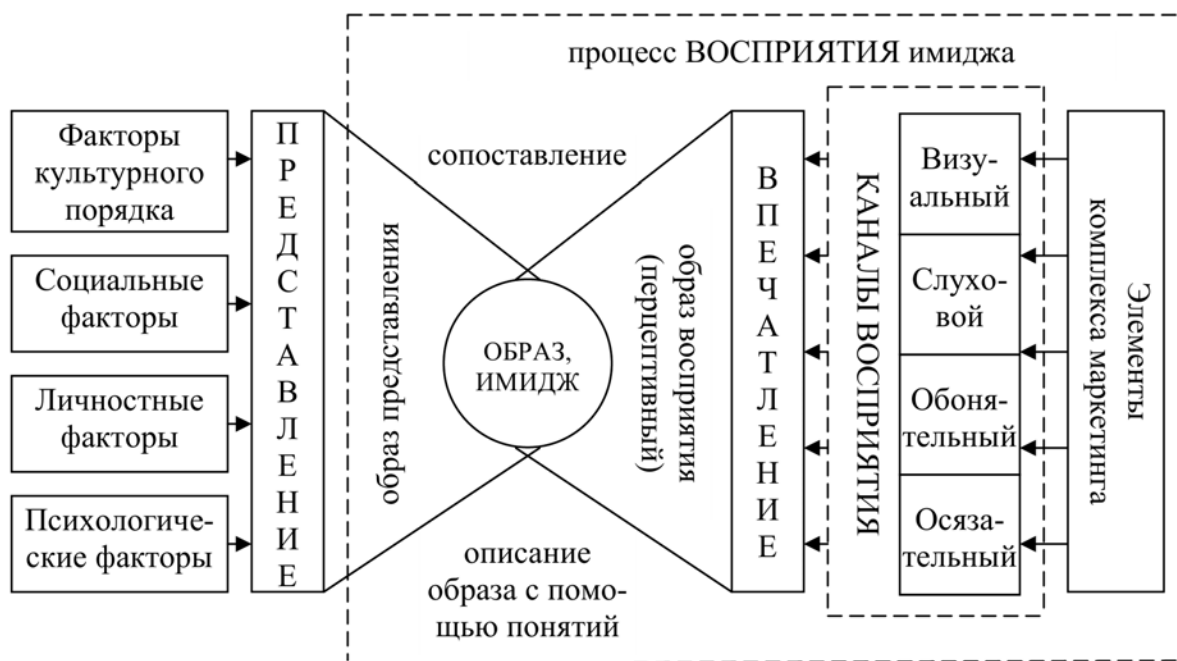 процесс ВОСПРИЯТИЯ имиджа
Факторы
культурного
порядка
Социальные
факторы
Личностные
факторы
Психологиче-
ские факторы
ПРЕДСТАВЛЕНИЕ
образ представления
сопоставление
ОБРАЗ,
ИМИДЖ
описание
образа с помо-
щью понятий
образ восприятия
(перцептивный)
ВПЕЧАТЛЕНИЕ
КАНАЛЫ ВОСПРИЯТИЯ
Визу-
альный
Слухо-
вой
Обоня-
тельный
Осяза-
тельный
Элементы
комплекса маркетинга